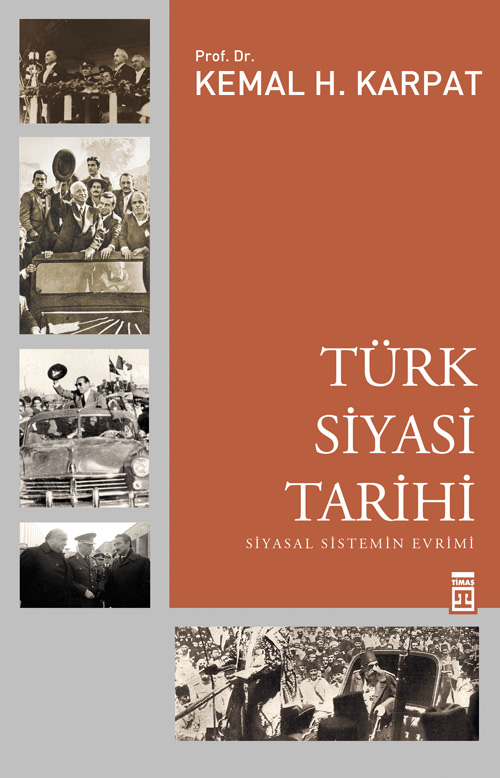 Prof. Dr.
KEMAL H. KARPAT
TÜRK
SİYASİ
TARİHİ
SİYASAL SİSTEMİN EVRİMİ
TİMAŞ